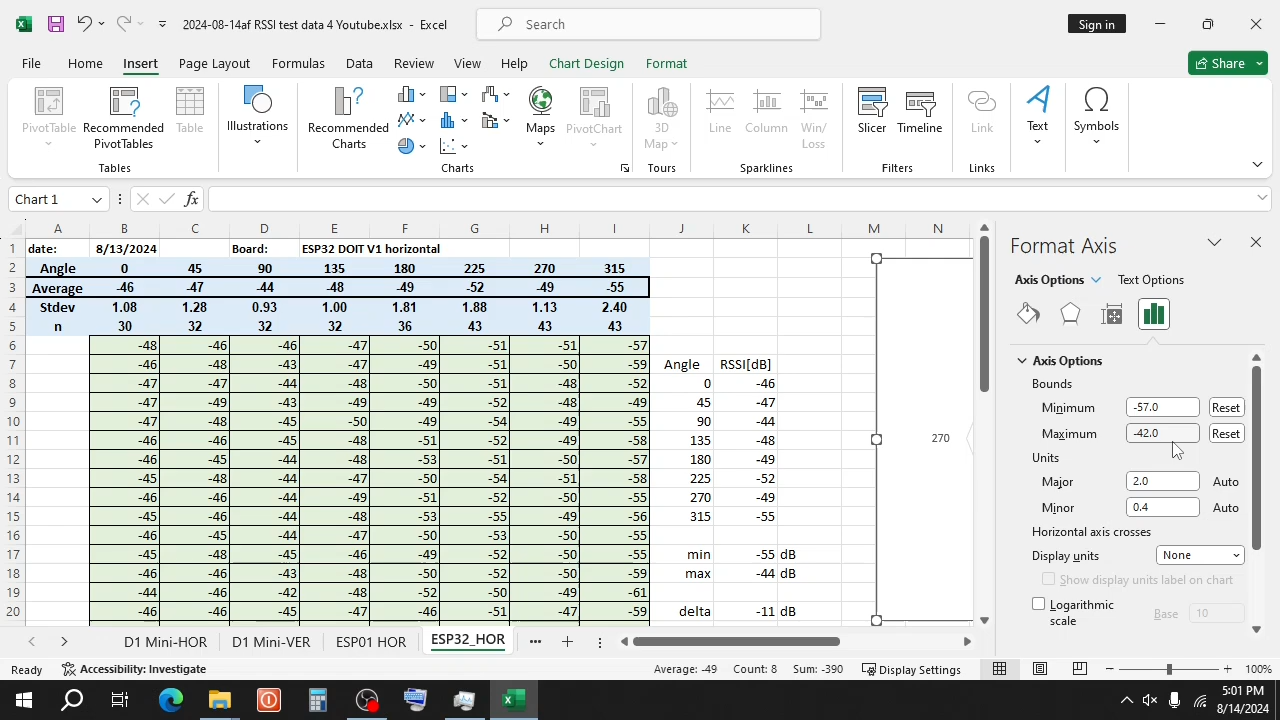 2024-08-14af RSSI test data 4 Youtube.xlsx - Excel
Search
Sign in
File Home Insert Page Layout Formulas Data Review View Help Chart Design Format
Share
PivotTable Recommended PivotTables Table
Tables
Illustrations
Recommended Charts
Maps PivotChart
Charts
3D Map
Tours
Line Column Win/Loss
Sparklines
Slicer Timeline
Filters
Link
Links
Text
Symbols
Chart 1
fx
A B C D E F G H I J K L M N
1 date: 8/13/2024 Board: ESP32 DOIT V1 horizontal
2 Angle 0 45 90 135 180 225 270 315
3 Average -46 -47 -44 -48 -49 -52 -49 -55
4 Stdev 1.08 1.28 0.93 1.00 1.81 1.88 1.13 2.40
5 n 30 32 32 32 36 43 43 43
6 -48 -46 -46 -47 -50 -51 -51 -57
7 -46 -48 -43 -47 -49 -51 -50 -59 Angle RSSI[dB]
8 -47 -47 -44 -48 -50 -51 -48 -52 0 -46
9 -47 -49 -43 -49 -49 -52 -48 -49 45 -47
10 -47 -48 -45 -50 -49 -54 -49 -55 90 -44
11 -46 -46 -45 -48 -51 -52 -49 -58 135 -48
12 -46 -45 -44 -48 -53 -51 -50 -57 180 -49
13 -45 -48 -44 -47 -50 -54 -51 -58 225 -52
14 -46 -46 -44 -49 -51 -52 -50 -55 270 -49
15 -45 -46 -44 -48 -53 -55 -49 -56 315 -55
16 -46 -45 -44 -47 -50 -53 -50 -55
17 -45 -48 -45 -46 -49 -52 -50 -55 min -55 dB
18 -46 -46 -43 -48 -50 -52 -50 -59 max -44 dB
19 -44 -46 -42 -48 -52 -50 -49 -61
20 -46 -46 -45 -47 -46 -51 -47 -59 delta -11 dB
270
Format Axis
Axis Options Text Options
Axis Options
Bounds
Minimum -57.0 Reset
Maximum -42.0 Reset
Units
Major 2.0 Auto
Minor 0.4 Auto
Horizontal axis crosses
Display units None
Show display units label on chart
Logarithmic scale Base 10
D1 Mini-HOR D1 Mini-VER ESP01 HOR ESP32_HOR
Ready Accessibility: Investigate Average: -49 Count: 8 Sum: -390 Display Settings 100%
5:01 PM
8/14/2024